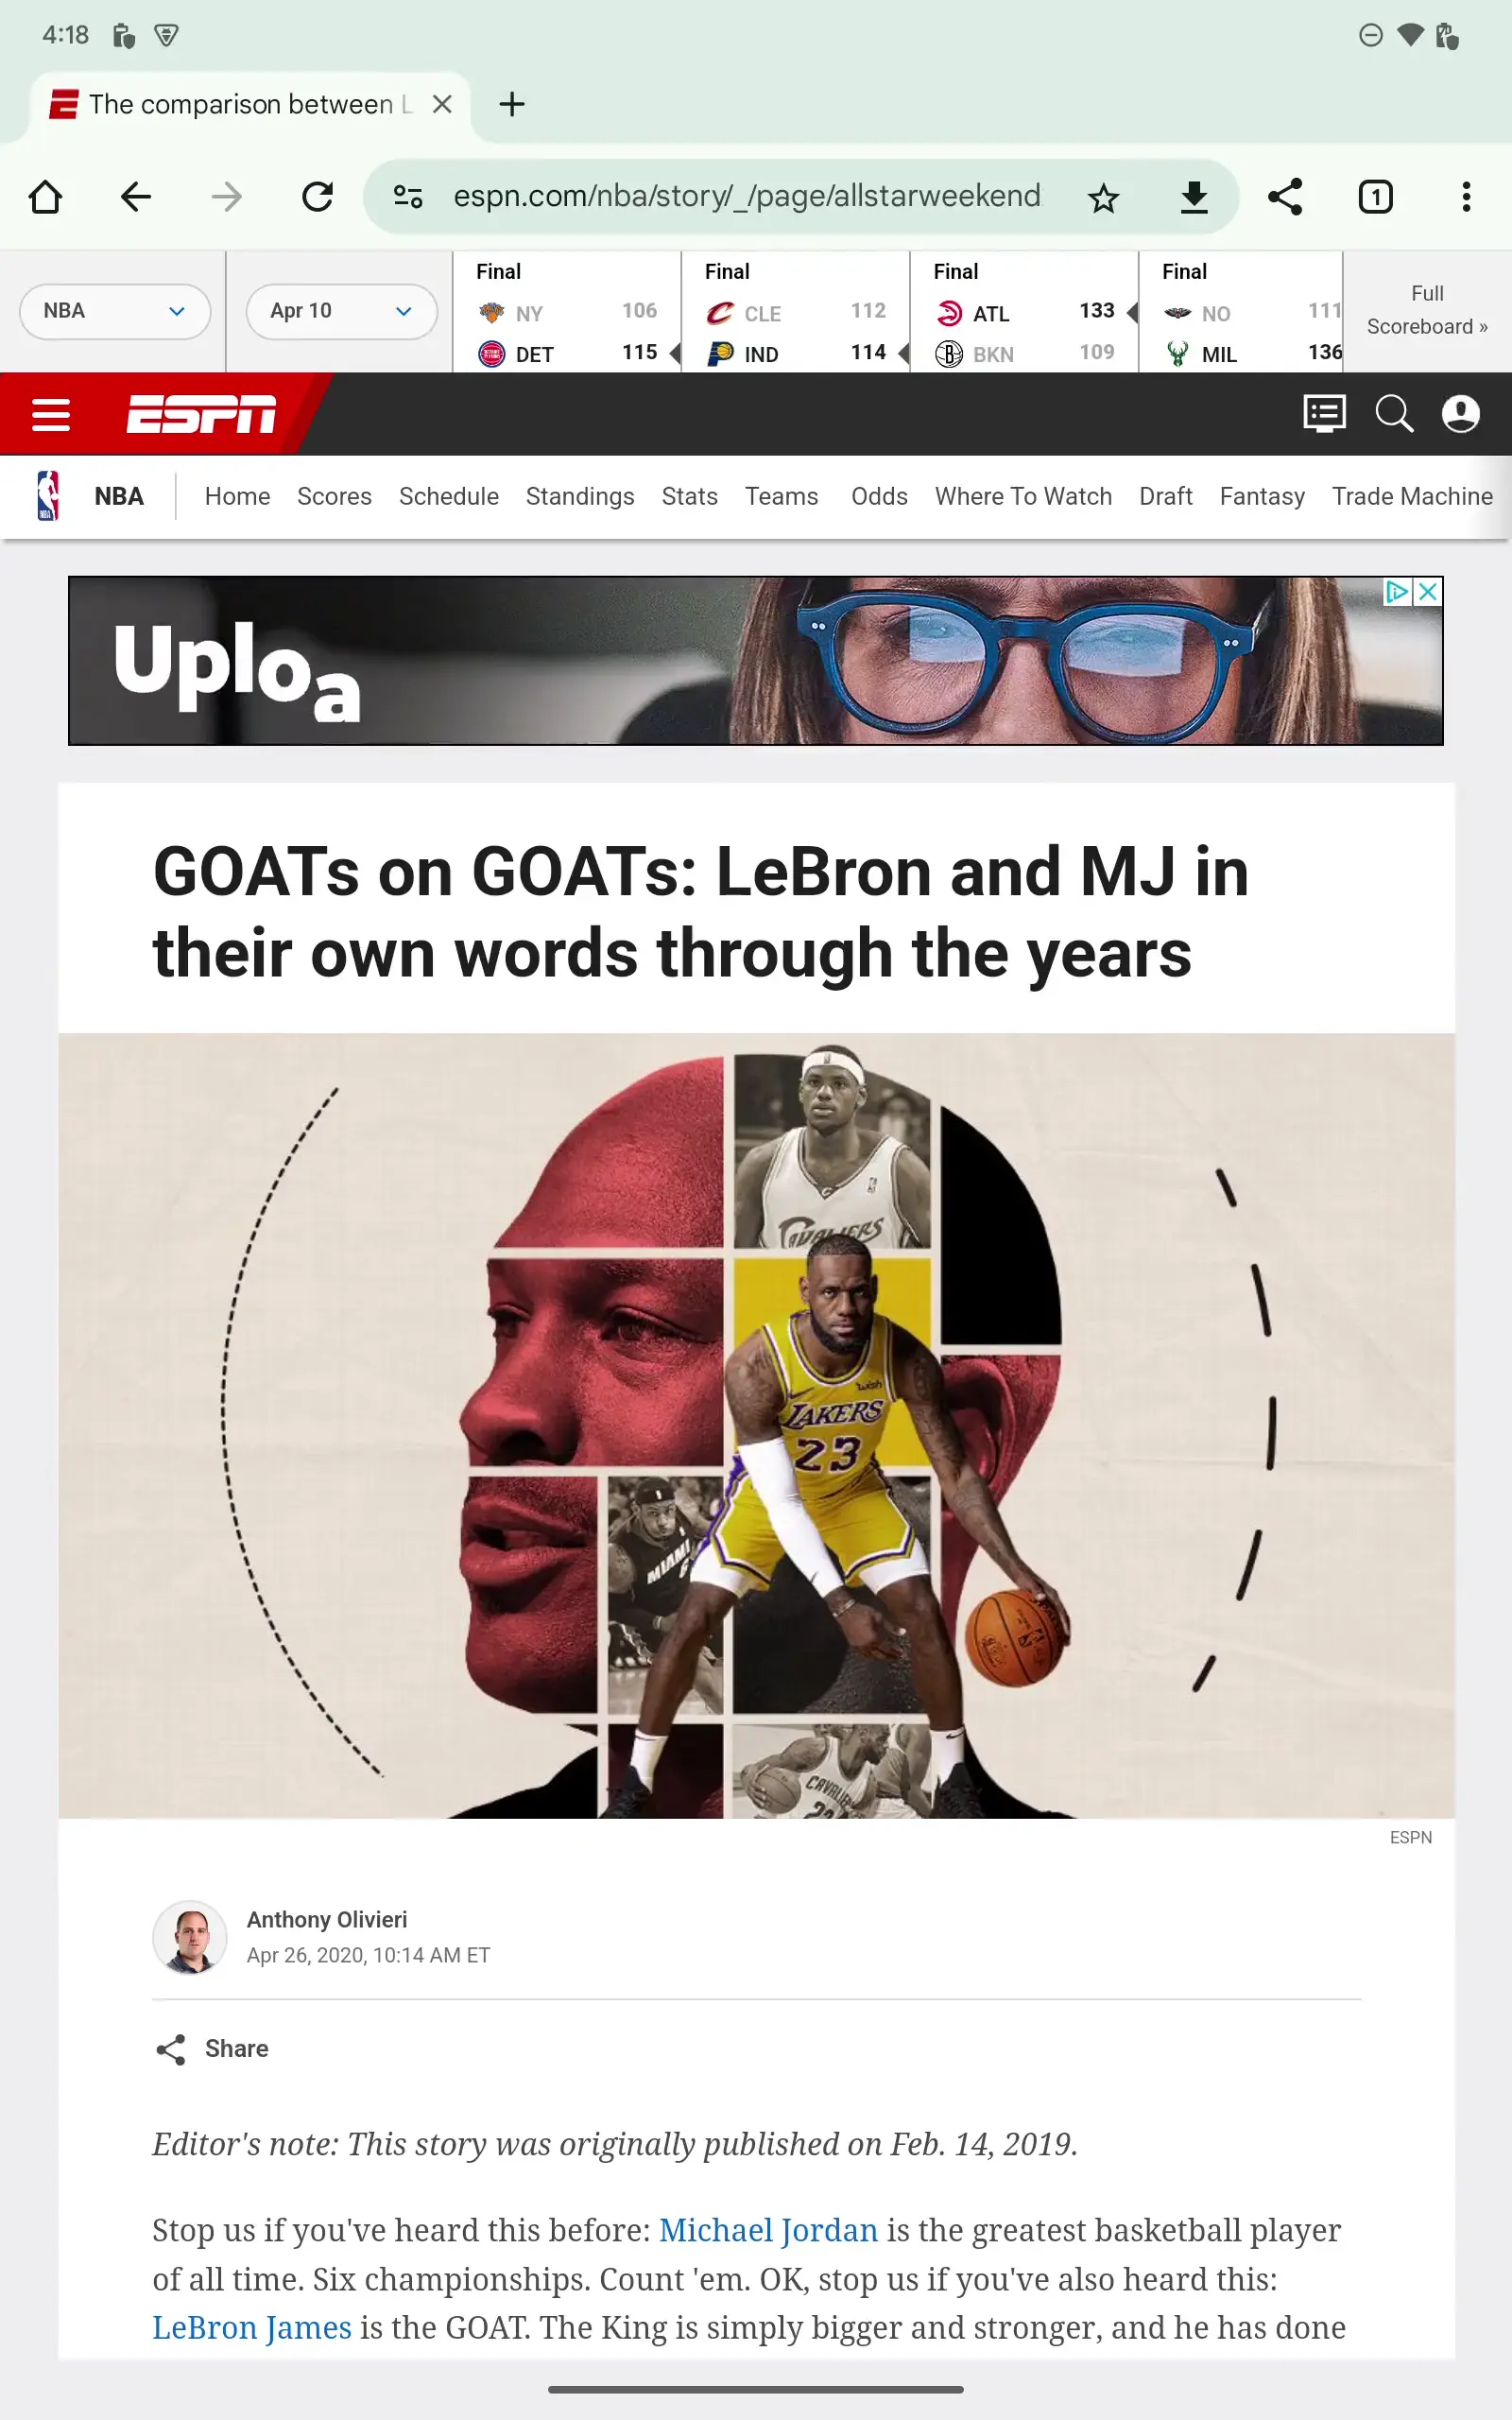 4:18
The comparison between L
espn.com/nba/story/_/page/allstarweekend
1
NBA
Apr 10
Final
NY 106
DET 115
Final
CLE 112
IND 114
Final
ATL 133
BKN 109
Final
NO 111
MIL 136
Full
Scoreboard »
ESPN
NBA Home Scores Schedule Standings Stats Teams Odds Where To Watch Draft Fantasy Trade Machine
Uploa
GOATs on GOATs: LeBron and MJ in
their own words through the years
CAVALIERS
wish
LAKERS
23
MIAMI
6
ESPN
Anthony Olivieri
Apr 26, 2020, 10:14 AM ET
Share
Editor's note: This story was originally published on Feb. 14, 2019.
Stop us if you've heard this before: Michael Jordan is the greatest basketball player
of all time. Six championships. Count 'em. OK, stop us if you've also heard this:
LeBron James is the GOAT. The King is simply bigger and stronger, and he has done